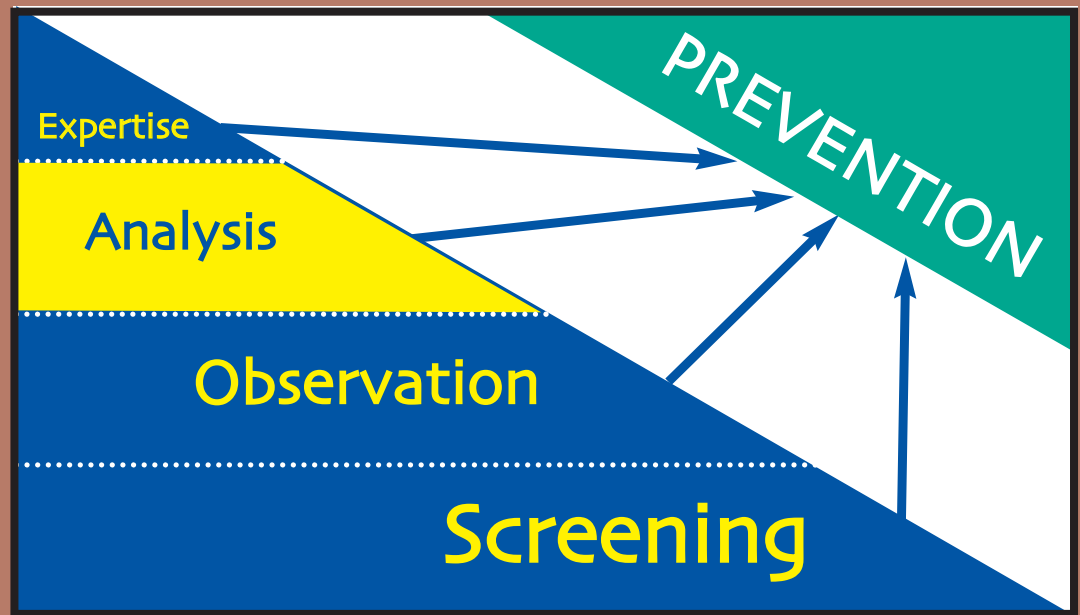 PREVENTION
Expertise
Analysis
Observation
Screening